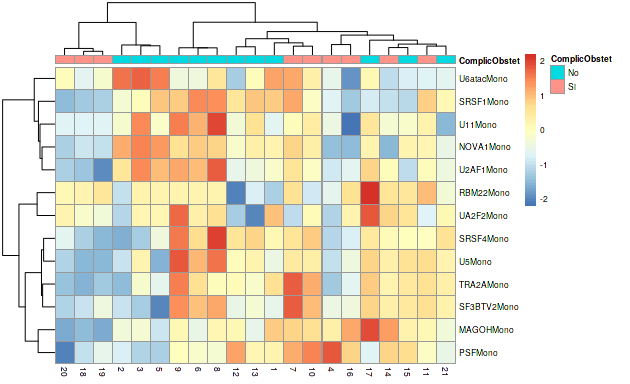 ComplicObstet
U6atacMono
SRSF1Mono
U11Mono
NOVA1Mono
U2AF1Mono
RBM22Mono
UA2F2Mono
SRSF4Mono
U5Mono
TRA2AMono
SF3BTV2Mono
MAGOHMono
PSFMono
20 18 19 2 3 5 9 6 8 12 13 1 7 10 4 16 17 14 15 11 21
2
1
0
-1
-2
ComplicObstet
No
SI